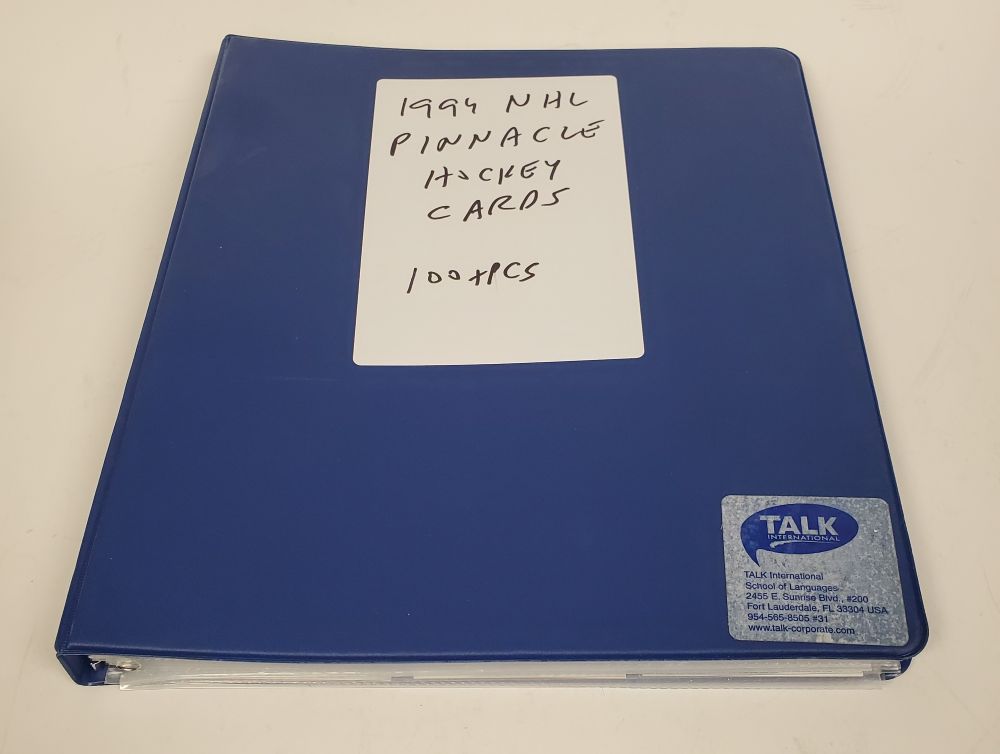 1994 NHL
PINNACLE
HOCKEY
CARDS
100+PCS
TALK
INTERNATIONAL
TALK International
School of Languages
2455 E. Sunrise Blvd., #200
Fort Lauderdale, FL 33304 USA
954-565-8505 #31
www.talk-corporate.com